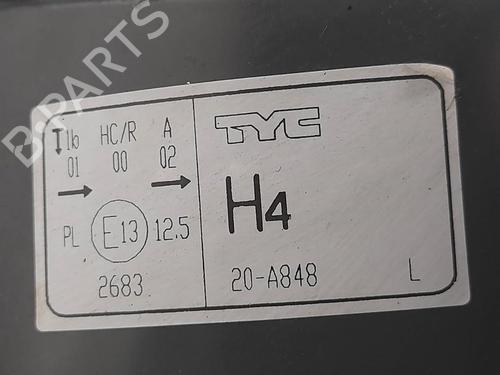 B-PARTS
1b HC/R A
01 00 02
PL E13 12.5
2683
TYC
H4
20-A848 L